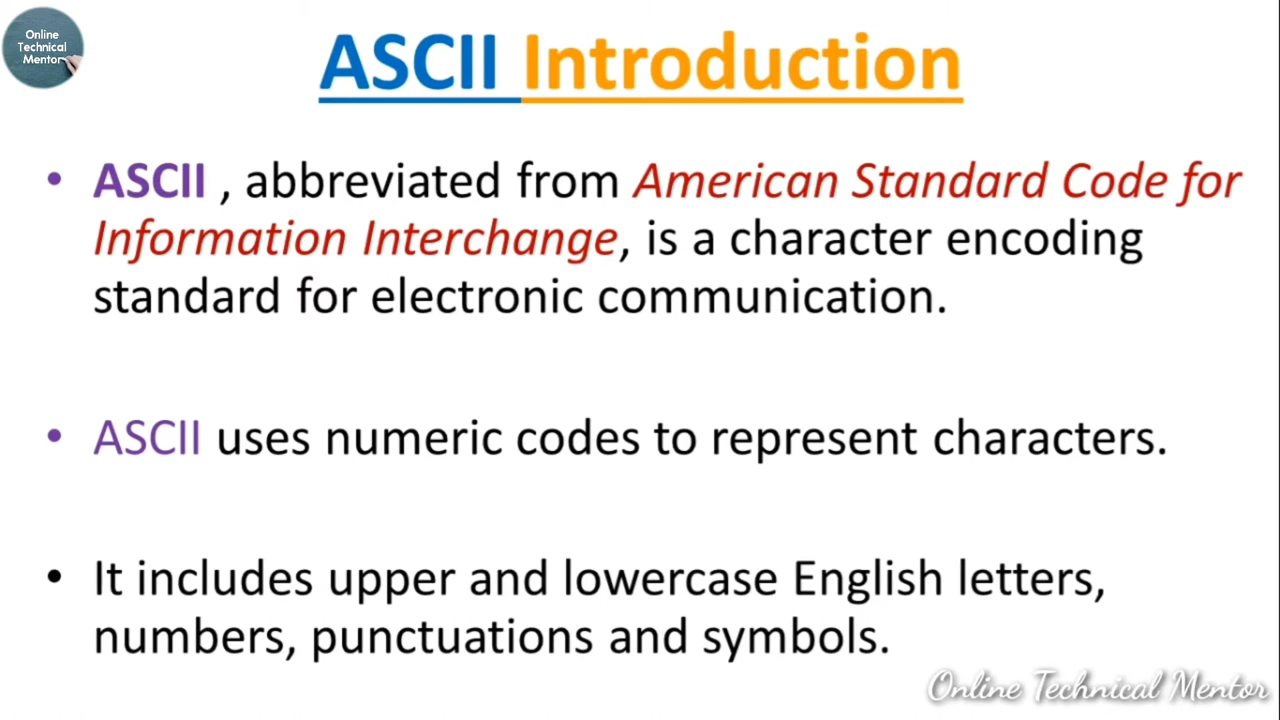 Online
Technical
Mentor
ASCII Introduction
• ASCII , abbreviated from American Standard Code for
Information Interchange, is a character encoding
standard for electronic communication.
• ASCII uses numeric codes to represent characters.
• It includes upper and lowercase English letters,
numbers, punctuations and symbols.
Online Technical Mentor